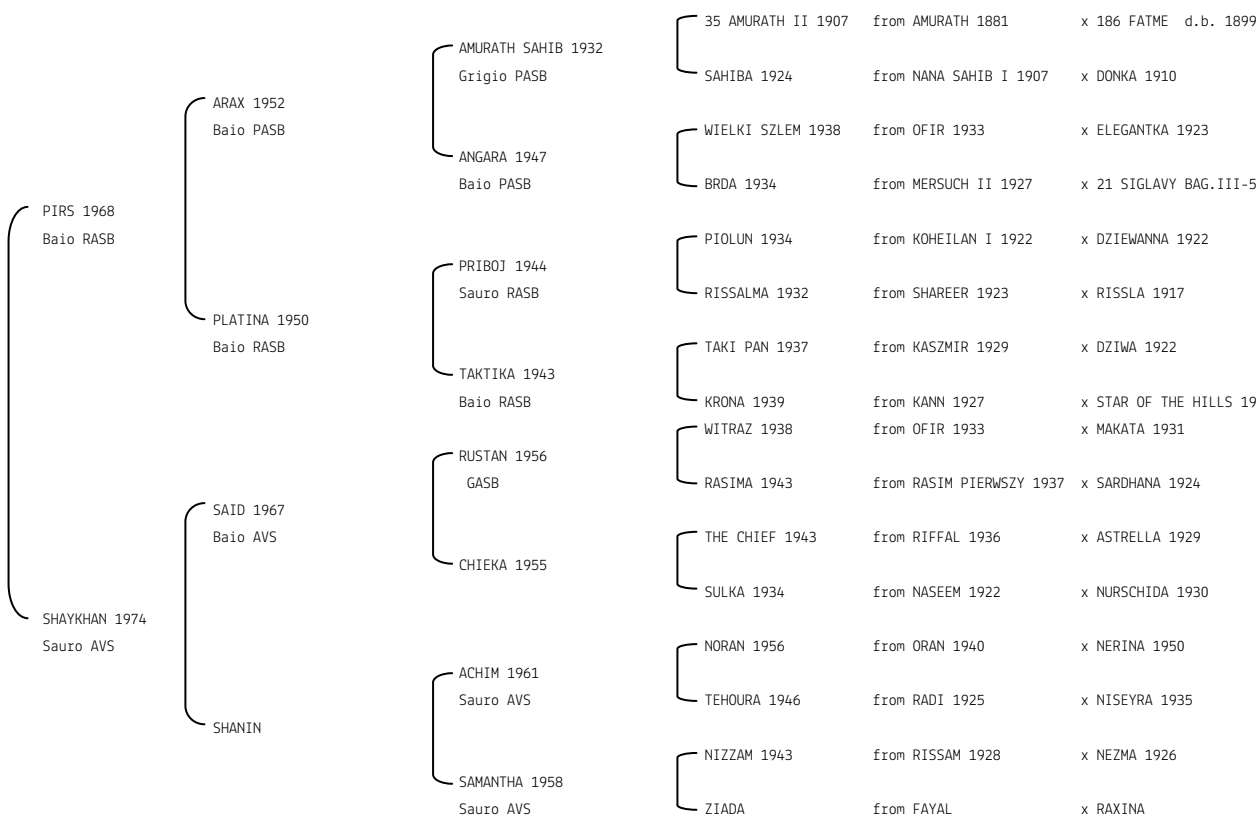 35 AMURATH II 1907 from AMURATH 1881 x 186 FATME d.b. 1899
AMURATH SAHIB 1932
Grigio PASB SAHIBA 1924 from NANA SAHIB I 1907 x DONKA 1910
ARAX 1952
Baio PASB WIELKI SZLEM 1938 from OFIR 1933 x ELEGANTKA 1923
ANGARA 1947
Baio PASB BRDA 1934 from MERSUCH II 1927 x 21 SIGLAVY BAG.III-5
PIRS 1968
Baio RASB PIOLUN 1934 from KOHEILAN I 1922 x DZIEWANNA 1922
PRIBOJ 1944
Sauro RASB RISSALMA 1932 from SHAREER 1923 x RISSLA 1917
PLATINA 1950
Baio RASB TAKI PAN 1937 from KASZMIR 1929 x DZIWA 1922
TAKTIKA 1943
Baio RASB KRONA 1939 from KANN 1927 x STAR OF THE HILLS 19
WITRAZ 1938 from OFIR 1933 x MAKATA 1931
RUSTAN 1956
GASB RASIMA 1943 from RASIM PIERWSZY 1937 x SARDHANA 1924
SAID 1967
Baio AVS THE CHIEF 1943 from RIFFAL 1936 x ASTRELLA 1929
CHIEKA 1955
SULKA 1934 from NASEEM 1922 x NURSCHIDA 1930
SHAYKHAN 1974
Sauro AVS NORAN 1956 from ORAN 1940 x NERINA 1950
ACHIM 1961
Sauro AVS TEHOURA 1946 from RADI 1925 x NISEYRA 1935
SHANIN
NIZZAM 1943 from RISSAM 1928 x NEZMA 1926
SAMANTHA 1958
Sauro AVS ZIADA from FAYAL x RAXINA